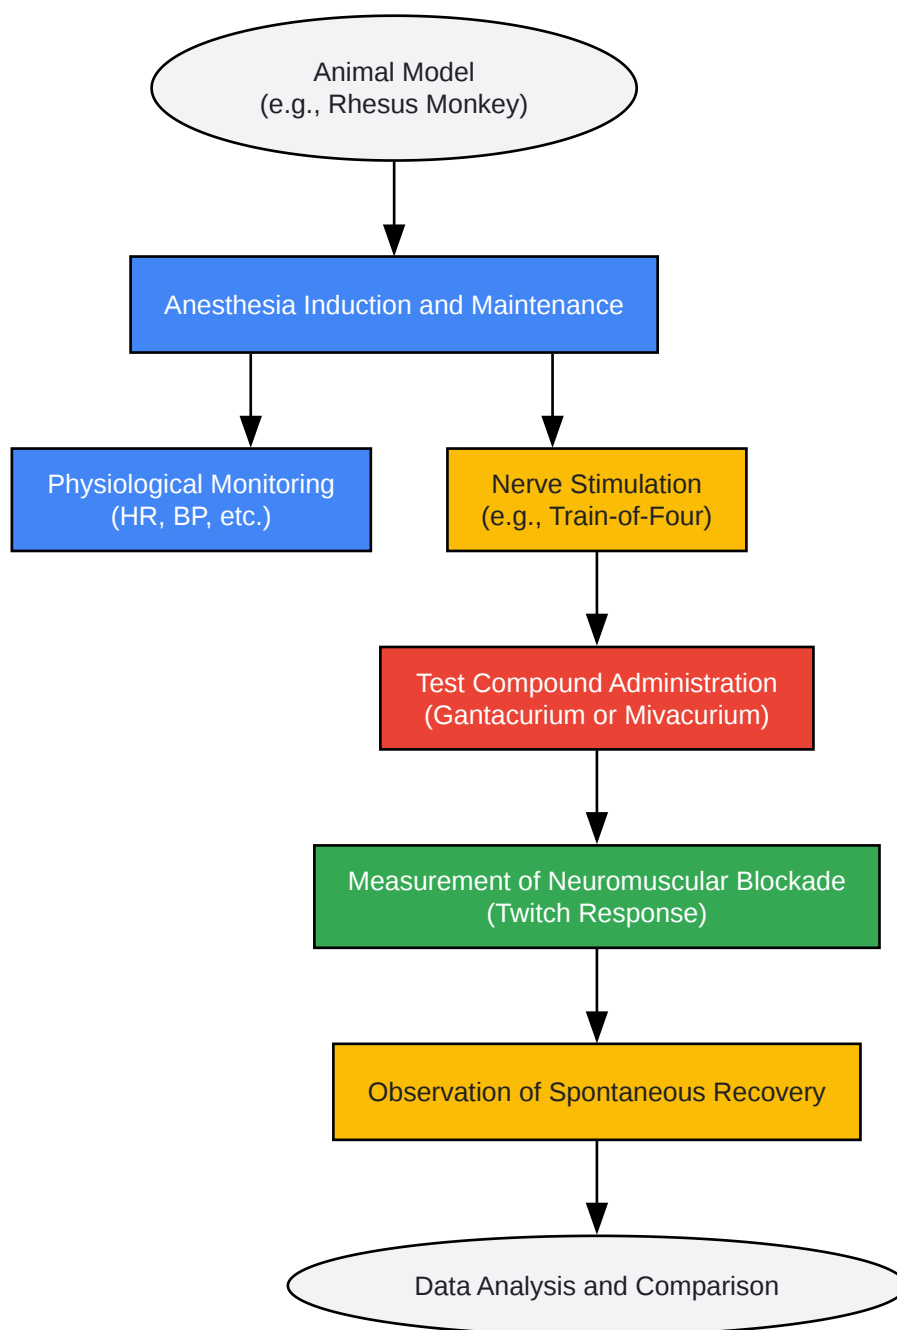 Animal Model
(e.g., Rhesus Monkey)
Anesthesia Induction and Maintenance
Physiological Monitoring
(HR, BP, etc.)
Nerve Stimulation
(e.g., Train-of-Four)
Test Compound Administration
(Gantacurium or Mivacurium)
Measurement of Neuromuscular Blockade
(Twitch Response)
Observation of Spontaneous Recovery
Data Analysis and Comparison